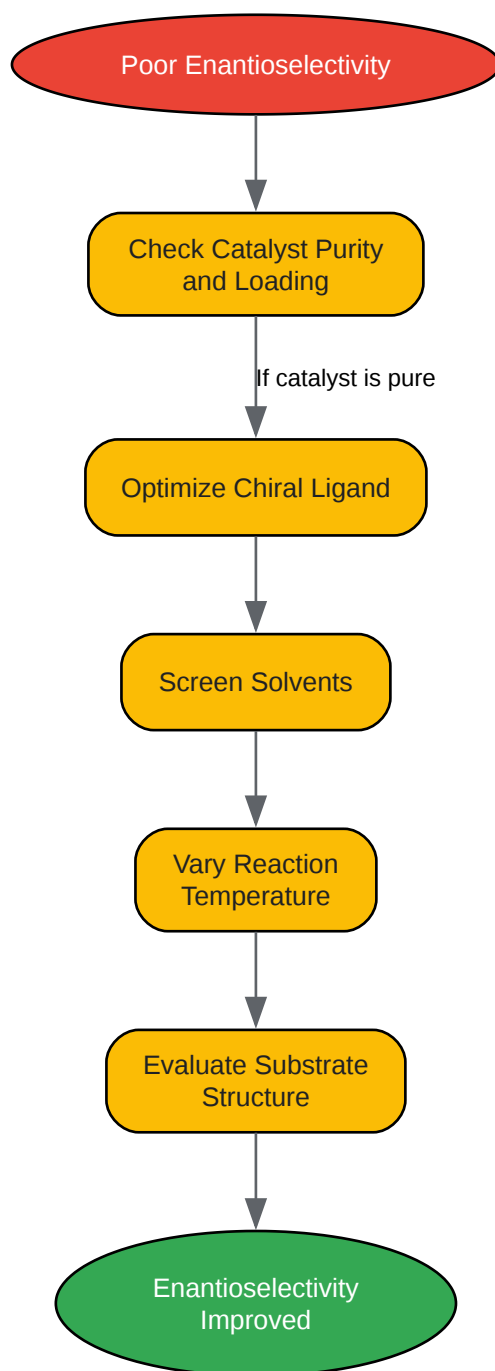 Poor Enantioselectivity
Check Catalyst Purity
and Loading
If catalyst is pure
Optimize Chiral Ligand
Screen Solvents
Vary Reaction
Temperature
Evaluate Substrate
Structure
Enantioselectivity
Improved